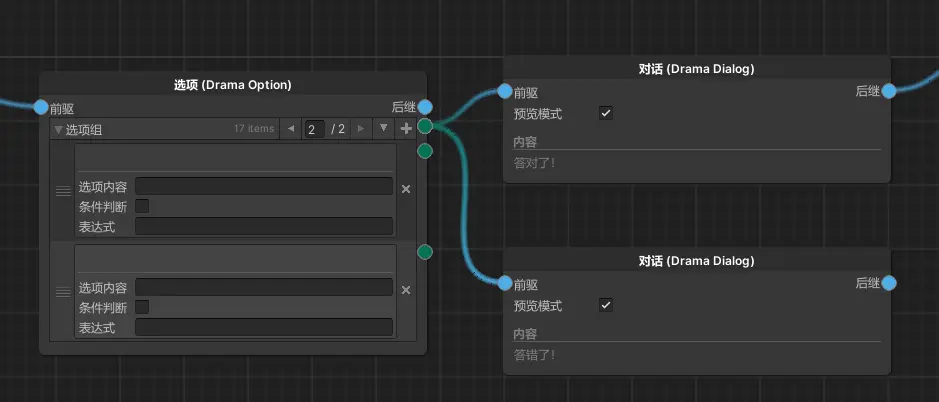 选项 (Drama Option)
前驱
后继
选项组
17 items
2
/ 2
选项内容
条件判断
表达式
选项内容
条件判断
表达式
对话 (Drama Dialog)
前驱
后继
预览模式
内容
答对了！
对话 (Drama Dialog)
前驱
后继
预览模式
内容
答错了！